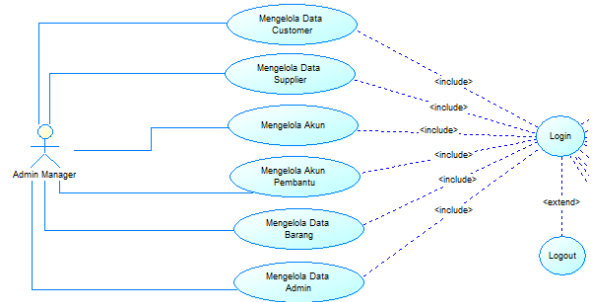 Mengelola Data
Customer
Mengelola Data
Supplier
<include>
<include>
Mengelola Akun
<include>
Login
Admin Manager
Mengelola Akun
Pembantu
<include>
<include>
Mengelola Data
Barang
<include>
<extend>
Mengelola Data
Admin
Logout